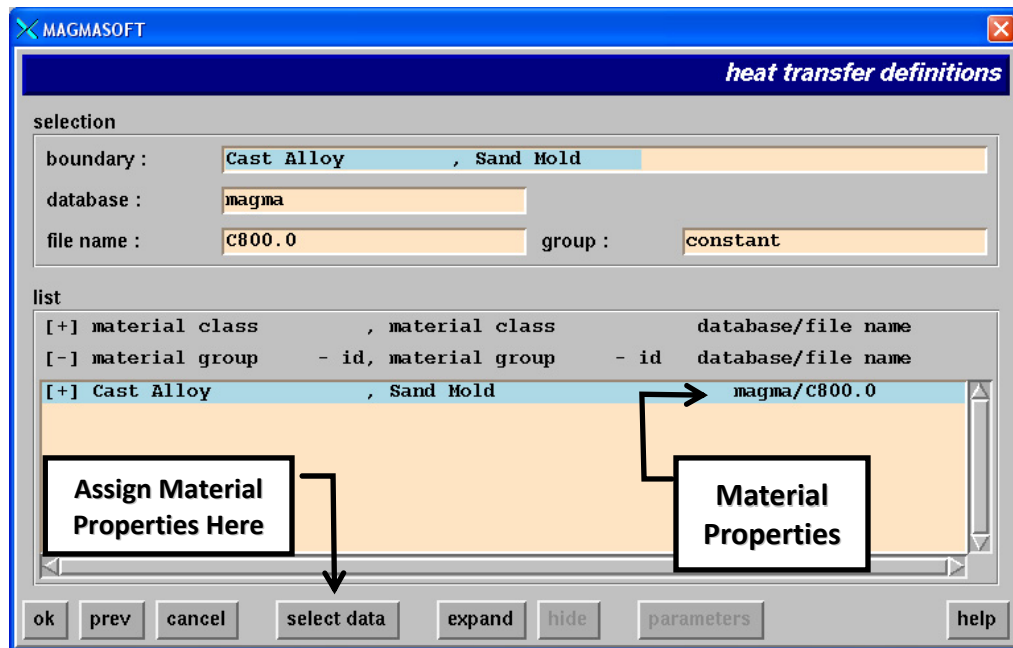 MAGMASOFT
heat transfer definitions
selection
boundary : Cast Alloy , Sand Mold
database : magma
file name : C800.0 group : constant
list
[+] material class , material class database/file name
[-] material group - id, material group - id database/file name
[+] Cast Alloy , Sand Mold magma/C800.0
Assign Material
Properties Here
Material
Properties
ok prev cancel select data expand hide parameters help